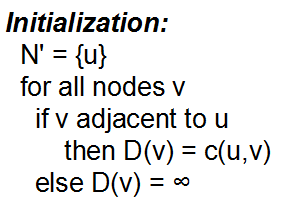 Initialization:
N' = {u}
for all nodes v
if v adjacent to u
then D(v) = c(u,v)
else D(v) = ∞